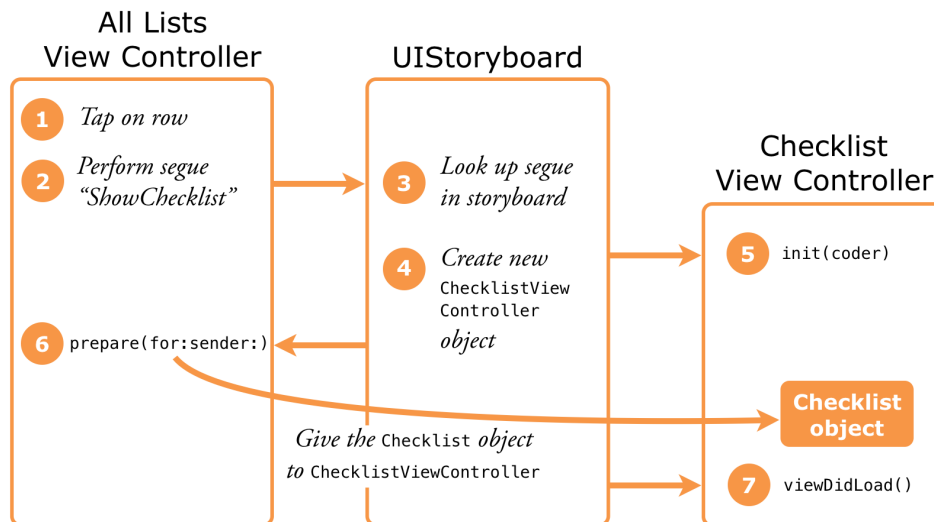 All Lists
View Controller
1 Tap on row
2 Perform segue
“ShowChecklist”
6 prepare(for:sender:)
UIStoryboard
3 Look up segue
in storyboard
4 Create new
ChecklistView
Controller
object
Give the Checklist object
to ChecklistViewController
Checklist
View Controller
5 init(coder)
Checklist
object
7 viewDidLoad()